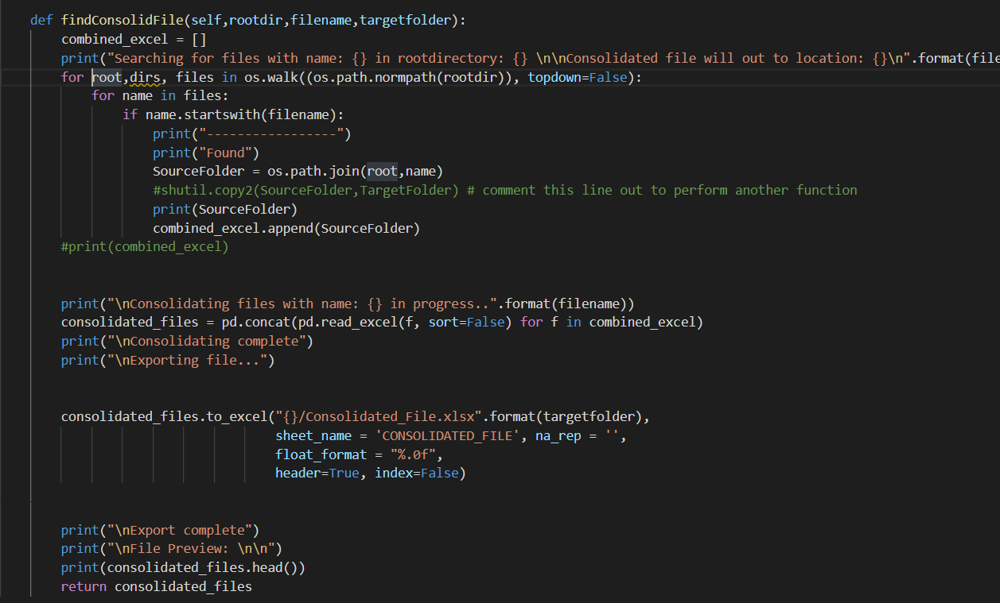 def findConsolidFile(self,rootdir,filename,targetfolder):
combined_excel = []
print("Searching for files with name: {} in rootdirectory: {} \n\nConsolidated file will out to location: {}\n".format(file
for root,dirs, files in os.walk((os.path.normpath(rootdir)), topdown=False):
for name in files:
if name.startswith(filename):
print("-----------------")
print("Found")
SourceFolder = os.path.join(root,name)
#shutil.copy2(SourceFolder,TargetFolder) # comment this line out to perform another function
print(SourceFolder)
combined_excel.append(SourceFolder)
#print(combined_excel)
print("\nConsolidating files with name: {} in progress..".format(filename))
consolidated_files = pd.concat(pd.read_excel(f, sort=False) for f in combined_excel)
print("\nConsolidating complete")
print("\nExporting file...")
consolidated_files.to_excel("{}/Consolidated_File.xlsx".format(targetfolder),
sheet_name = 'CONSOLIDATED_FILE', na_rep = '',
float_format = "%.0f",
header=True, index=False)
print("\nExport complete")
print("\nFile Preview: \n\n")
print(consolidated_files.head())
return consolidated_files